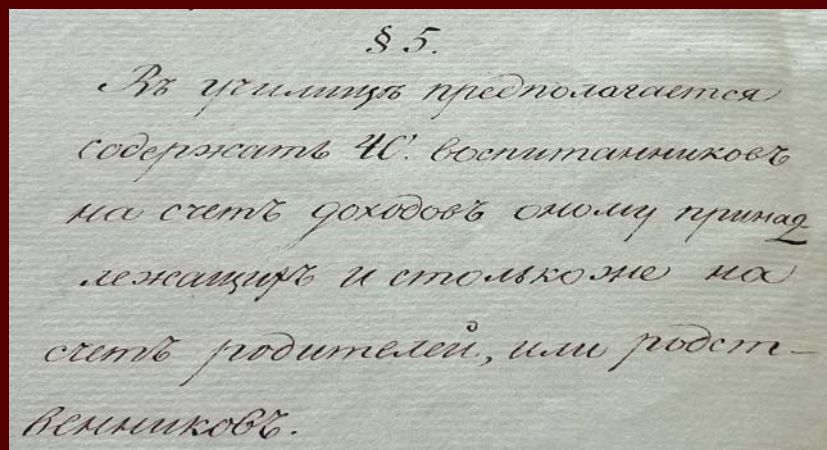 § 5.
Въ училищѣ предполагается
содержать 40. воспитанниковъ
на счетъ доходовъ оному принад-
лежащихъ и столькоже на
счетъ родителей, или родст-
венниковъ.